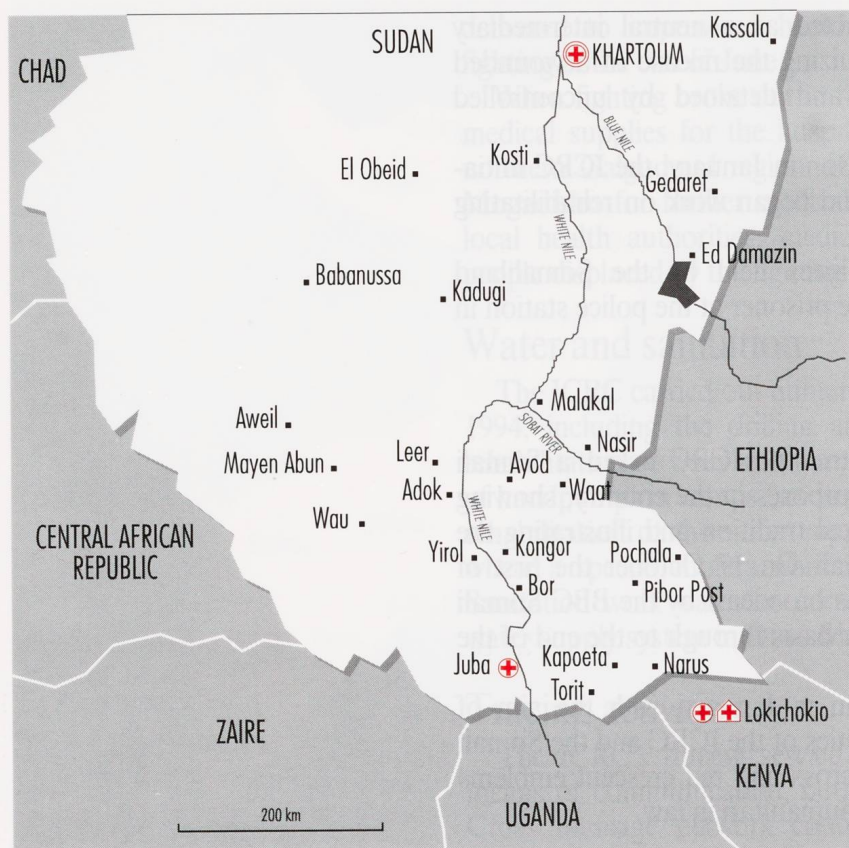 SUDAN
Kassala
CHAD
KHARTOUM
BLUE NILE
Kosti
El Obeid
Gedaref
WHITE NILE
Ed Damazin
Babanussa
Kadugi
Malakal
Aweil
SOBAT RIVER
Nasir
Leer
ETHIOPIA
Mayen Abun
Ayod
Adok
Waat
WHITE NILE
Wau
CENTRAL AFRICAN
REPUBLIC
Yirol
Kongor
Pochala
Bor
Pibor Post
Juba
Kapoeta
Narus
Torit
Lokichokio
ZAIRE
KENYA
200 km
UGANDA